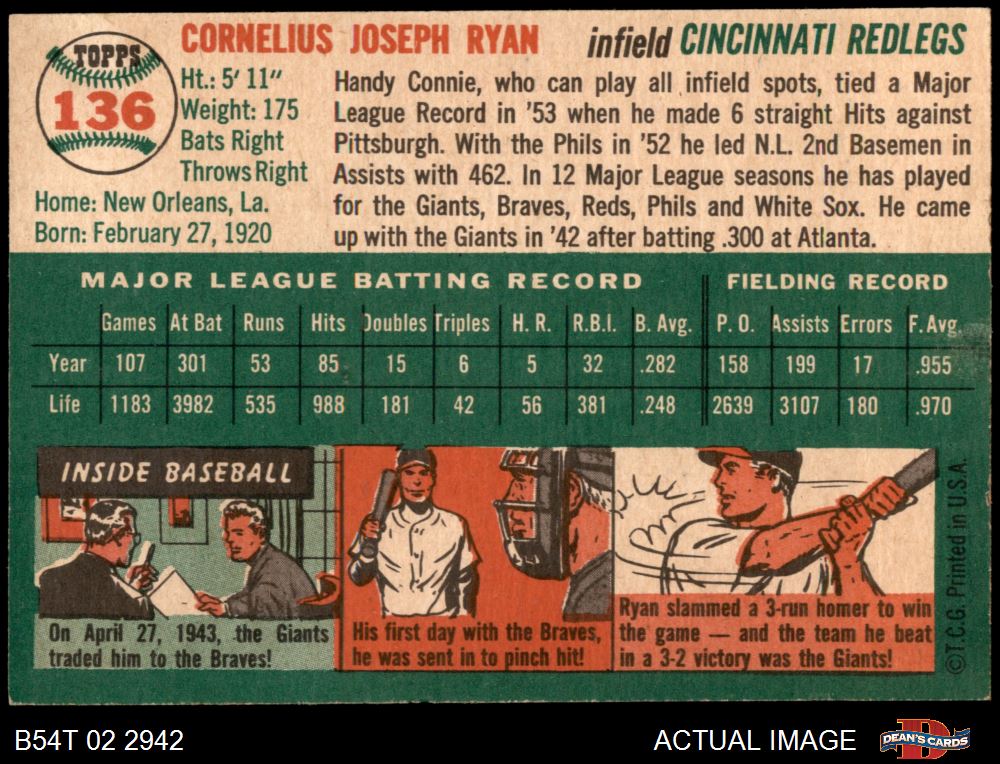 TOPPS
136
CORNELIUS JOSEPH RYAN infield CINCINNATI REDLEGS
Ht.: 5' 11"
Weight: 175
Bats Right
Throws Right
Home: New Orleans, La.
Born: February 27, 1920
Handy Connie, who can play all infield spots, tied a Major
League Record in '53 when he made 6 straight Hits against
Pittsburgh. With the Phils in '52 he led N.L. 2nd Basemen in
Assists with 462. In 12 Major League seasons he has played
for the Giants, Braves, Reds, Phils and White Sox. He came
up with the Giants in '42 after batting .300 at Atlanta.
MAJOR LEAGUE BATTING RECORD FIELDING RECORD
Games At Bat Runs Hits Doubles Triples H. R. R.B.I. B. Avg. P. O. Assists Errors F. Avg.
Year 107 301 53 85 15 6 5 32 .282 158 199 17 .955
Life 1183 3982 535 988 181 42 56 381 .248 2639 3107 180 .970
INSIDE BASEBALL
On April 27, 1943, the Giants
traded him to the Braves!
His first day with the Braves,
he was sent in to pinch hit!
Ryan slammed a 3-run homer to win
the game — and the team he beat
in a 3-2 victory was the Giants!
©T.C.G. Printed in U.S.A.
B54T 02 2942
ACTUAL IMAGE
DEAN'S CARDS